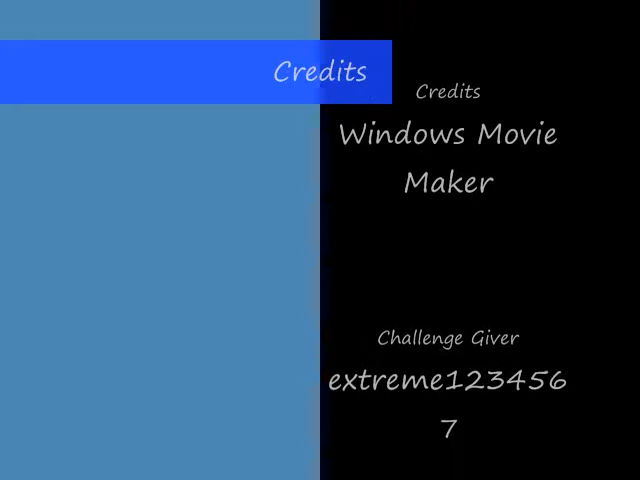 Credits
Credits
Windows Movie
Maker
Challenge Giver
extreme123456
7